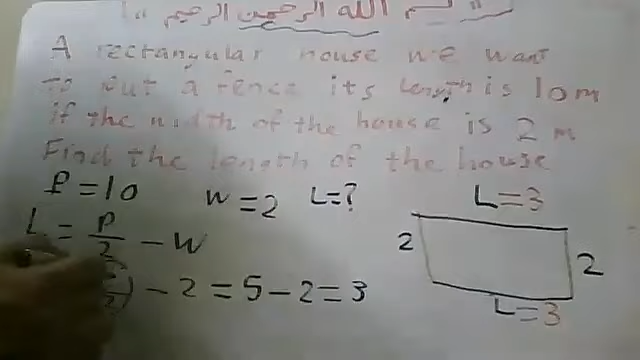 بسم الله الرحمن الرحيم
A rectangular house we want
to put a fence its length is 10 m
if the width of the house is 2 m
Find the length of the house
P = 10 W = 2 L = ?
L = 3
L = P/2 - W
2 2
- 2 = 5 - 2 = 3
L = 3